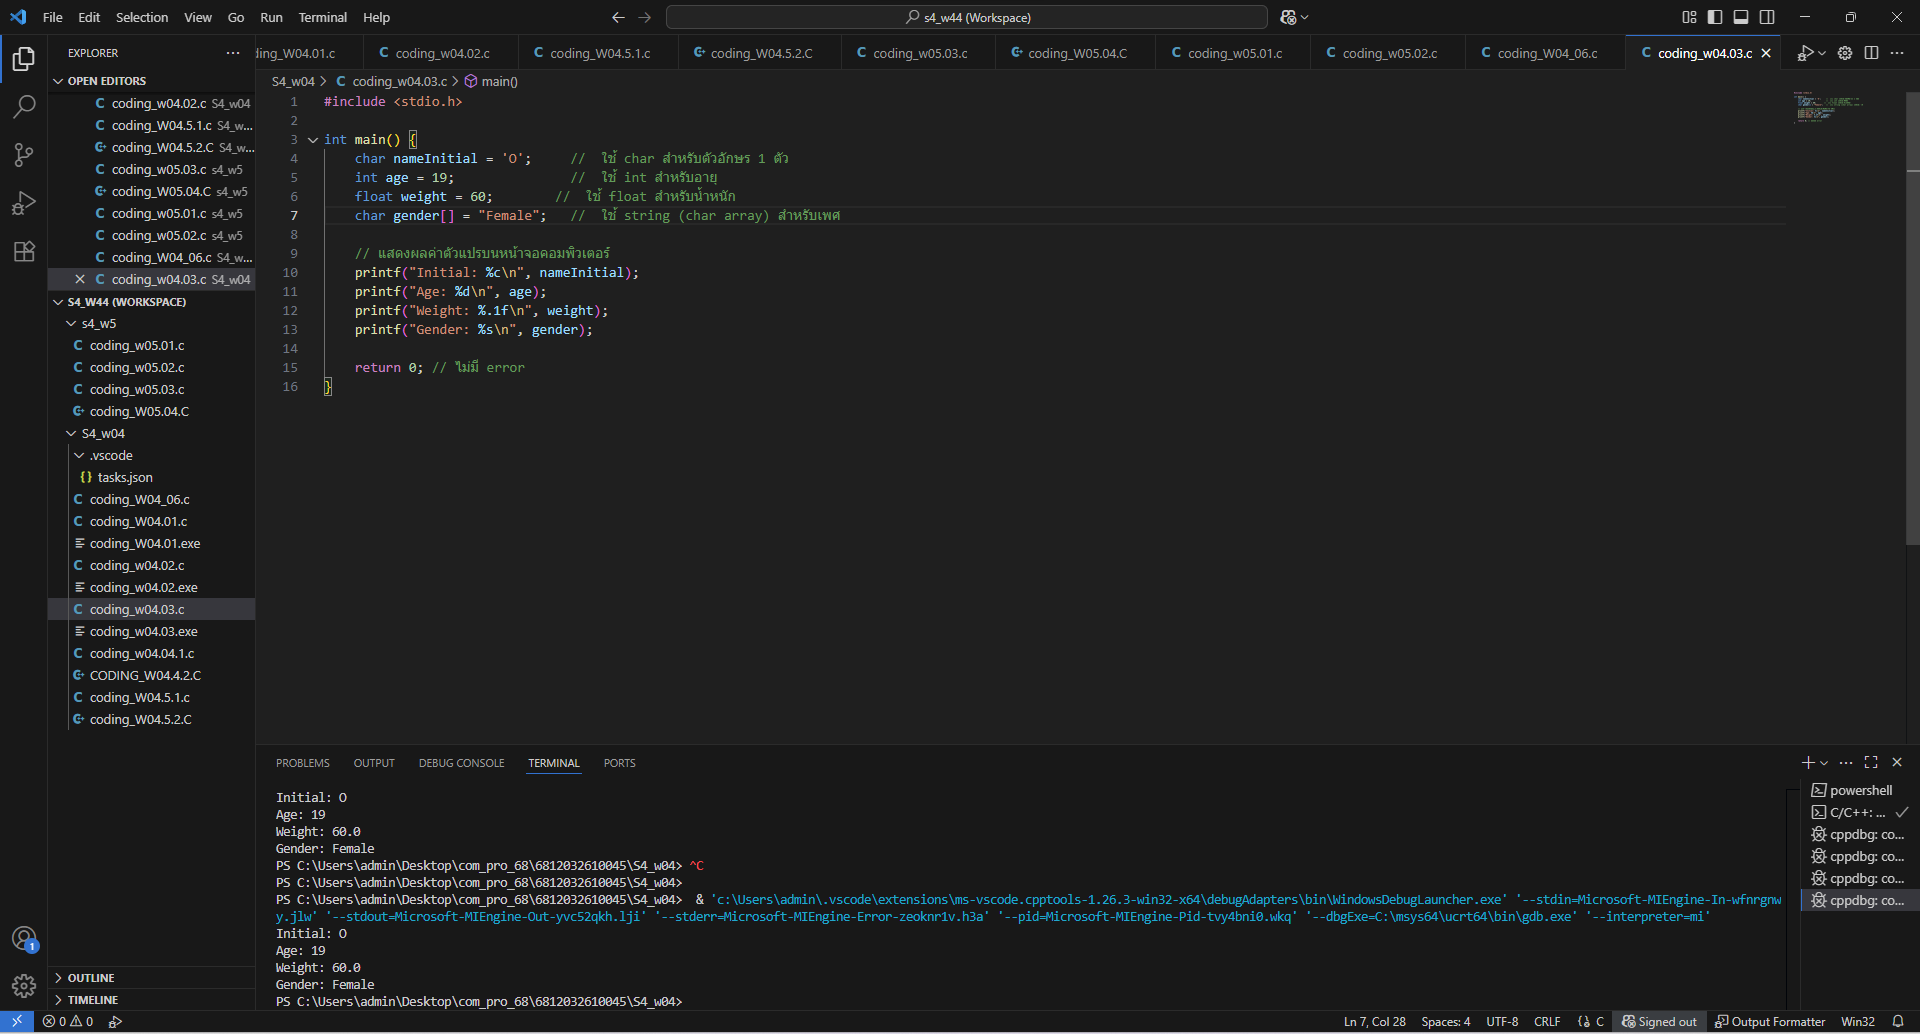 File Edit Selection View Go Run Terminal Help
s4_w44 (Workspace)
EXPLORER
OPEN EDITORS
coding_w04.02.c S4_w04
coding_W04.5.1.c S4_w...
coding_W04.5.2.C S4_w...
coding_w05.03.c s4_w5
coding_W05.04.C s4_w5
coding_w05.01.c s4_w5
coding_w05.02.c s4_w5
coding_W04_06.c S4_w...
coding_w04.03.c S4_w04
S4_W44 (WORKSPACE)
s4_w5
coding_w05.01.c
coding_w05.02.c
coding_w05.03.c
coding_W05.04.C
S4_w04
.vscode
{} tasks.json
coding_W04_06.c
coding_W04.01.c
coding_W04.01.exe
coding_w04.02.c
coding_w04.02.exe
coding_w04.03.c
coding_w04.03.exe
coding_w04.04.1.c
CODING_W04.4.2.C
coding_W04.5.1.c
coding_W04.5.2.C
OUTLINE
TIMELINE
ding_W04.01.c coding_w04.02.c coding_W04.5.1.c coding_W04.5.2.C coding_w05.03.c coding_W05.04.C coding_w05.01.c coding_w05.02.c coding_W04_06.c coding_w04.03.c
S4_w04 > C coding_w04.03.c > main()
1 #include <stdio.h>
2
3 int main() {
4 char nameInitial = 'O'; // ใช้ char สำหรับตัวอักษร 1 ตัว
5 int age = 19; // ใช้ int สำหรับอายุ
6 float weight = 60; // ใช้ float สำหรับน้ำหนัก
7 char gender[] = "Female"; // ใช้ string (char array) สำหรับเพศ
8
9 // แสดงผลค่าตัวแปรบนหน้าจอคอมพิวเตอร์
10 printf("Initial: %c\n", nameInitial);
11 printf("Age: %d\n", age);
12 printf("Weight: %.1f\n", weight);
13 printf("Gender: %s\n", gender);
14
15 return 0; // ไม่มี error
16 }
PROBLEMS OUTPUT DEBUG CONSOLE TERMINAL PORTS
Initial: O
Age: 19
Weight: 60.0
Gender: Female
PS C:\Users\admin\Desktop\com_pro_68\6812032610045\S4_w04> ^C
PS C:\Users\admin\Desktop\com_pro_68\6812032610045\S4_w04>
PS C:\Users\admin\Desktop\com_pro_68\6812032610045\S4_w04> & 'c:\Users\admin\.vscode\extensions\ms-vscode.cpptools-1.26.3-win32-x64\debugAdapters\bin\WindowsDebugLauncher.exe' '--stdin=Microsoft-MIEngine-In-wfnrgnw
y.jlw' '--stdout=Microsoft-MIEngine-Out-yvc52qkh.lji' '--stderr=Microsoft-MIEngine-Error-zeoknr1v.h3a' '--pid=Microsoft-MIEngine-Pid-tvy4bni0.wkq' '--dbgExe=C:\msys64\ucrt64\bin\gdb.exe' '--interpreter=mi'
Initial: O
Age: 19
Weight: 60.0
Gender: Female
PS C:\Users\admin\Desktop\com_pro_68\6812032610045\S4_w04>
powershell
C/C++: ...
cppdbg: co...
cppdbg: co...
cppdbg: co...
cppdbg: co...
1
0 0
Ln 7, Col 28 Spaces: 4 UTF-8 CRLF {} C Signed out Output Formatter Win32